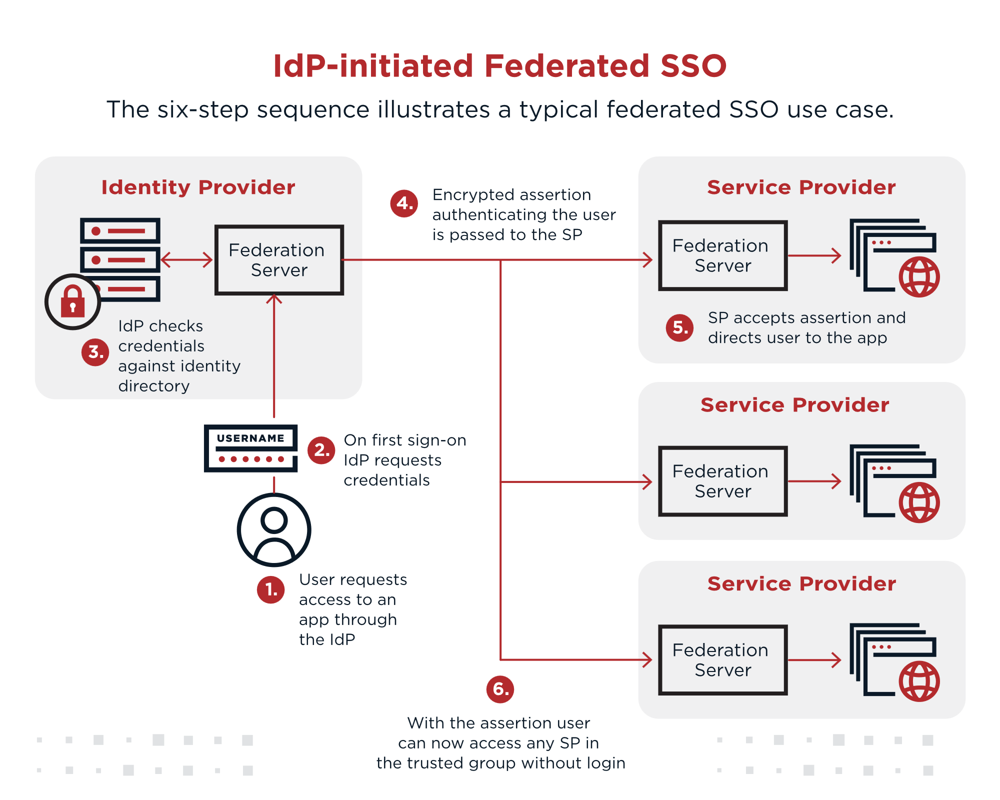 IdP-initiated Federated SSO
The six-step sequence illustrates a typical federated SSO use case.
Identity Provider
Federation
Server
3.
IdP checks
credentials
against identity
directory
USERNAME
2.
On first sign-on
IdP requests
credentials
1.
User requests
access to an
app through
the IdP
4.
Encrypted assertion
authenticating the user
is passed to the SP
Service Provider
Federation
Server
5.
SP accepts assertion and
directs user to the app
Service Provider
Federation
Server
Service Provider
Federation
Server
6.
With the assertion user
can now access any SP in
the trusted group without login